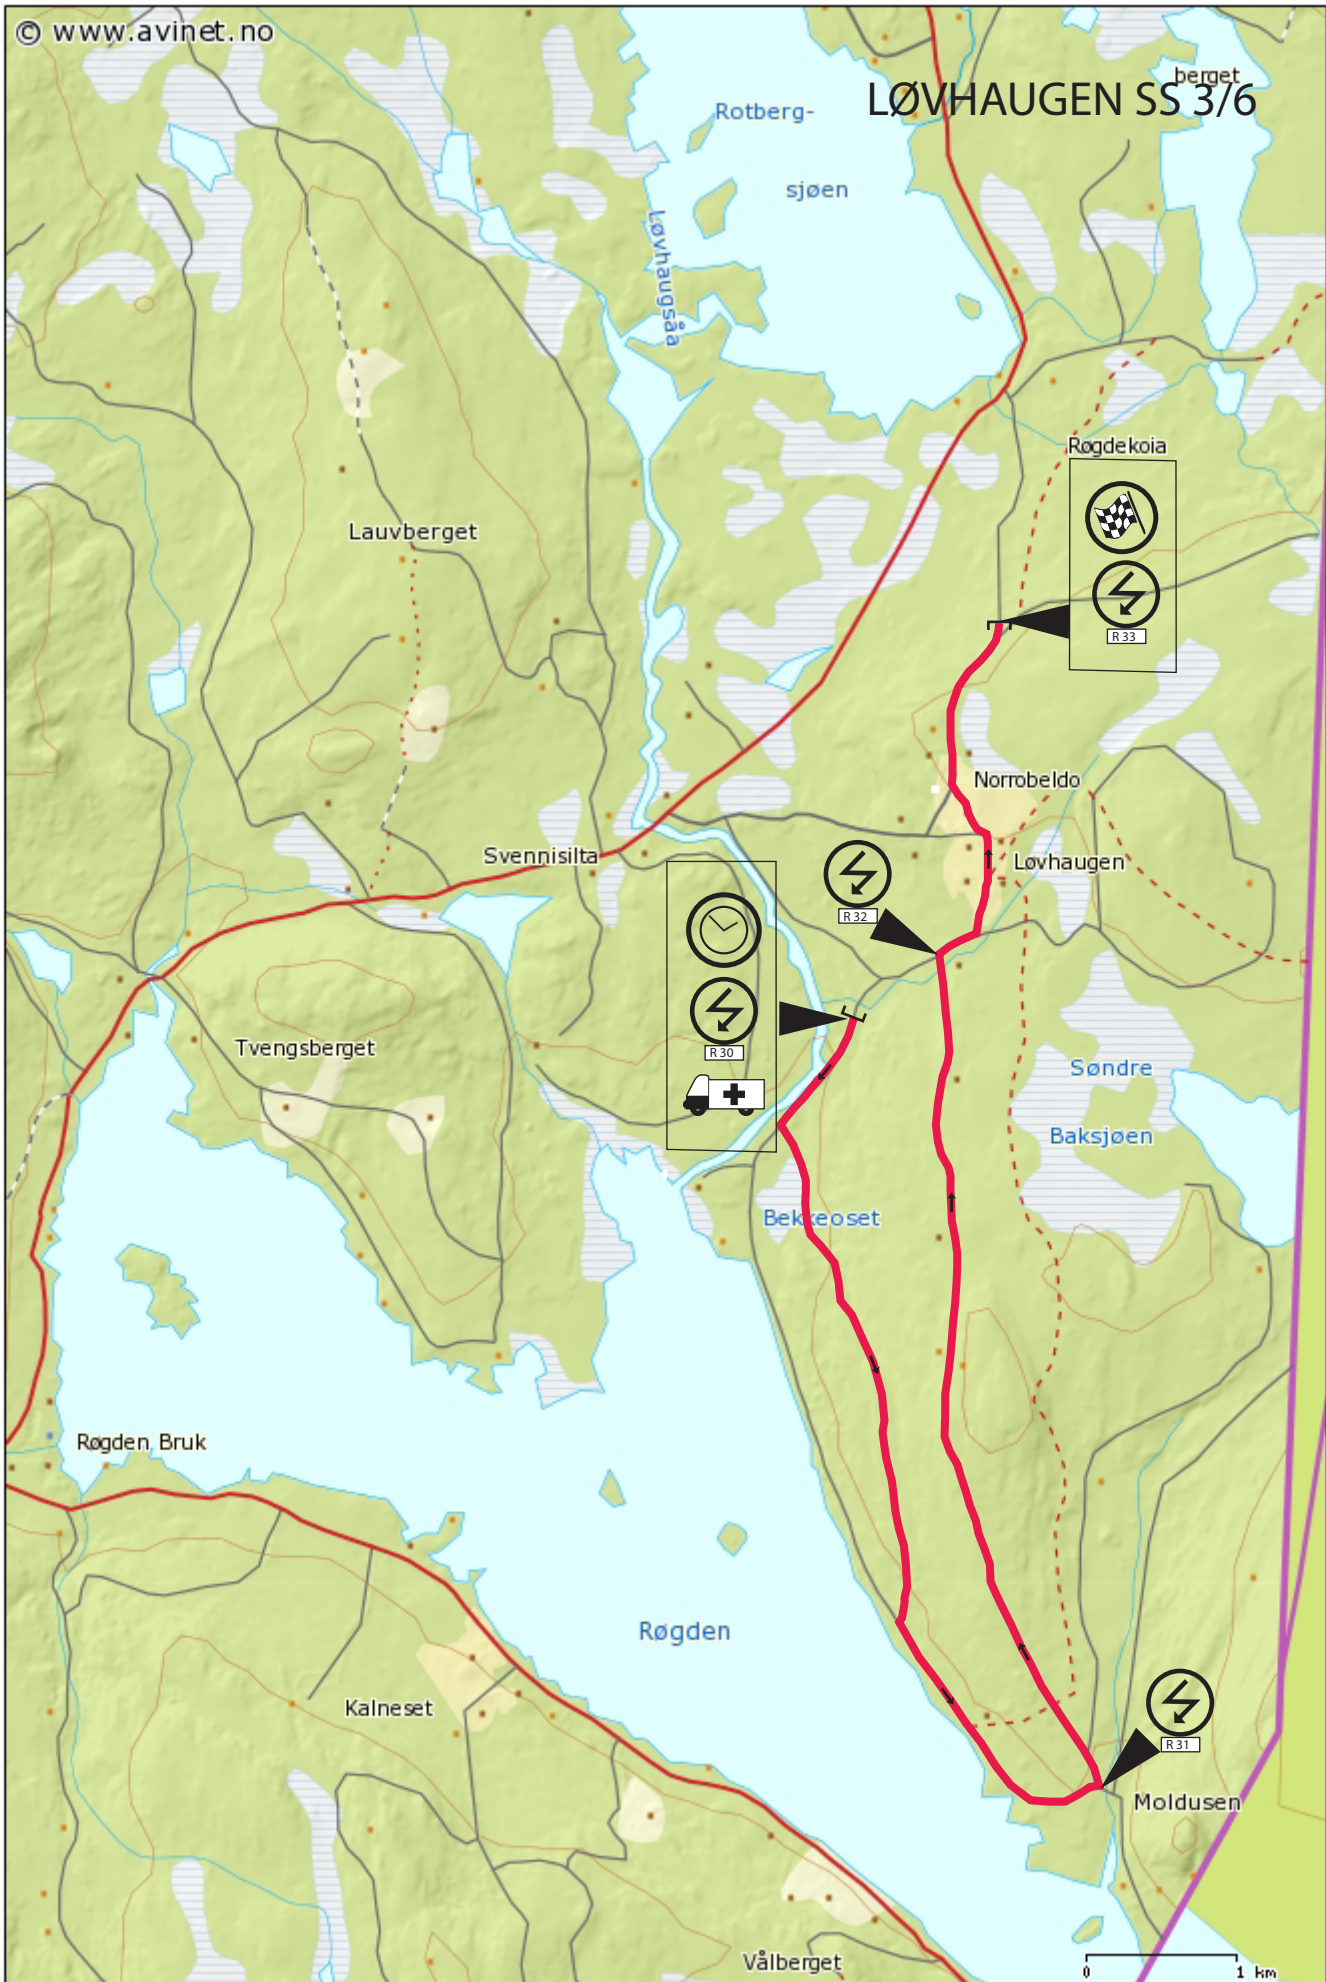 © www.avinet.no
LØVHAUGEN SS 3/6
berget
Rotberg-
sjøen
Løvhaugsåa
Røgdekoia
R 33
Lauvberget
Norrobeldo
Svennisilta
Løvhaugen
R 32
R 30
Tvengsberget
Søndre
Baksjøen
Bekkeoset
Røgden Bruk
Røgden
Kalneset
R 31
Moldusen
Vålberget
0 1 km